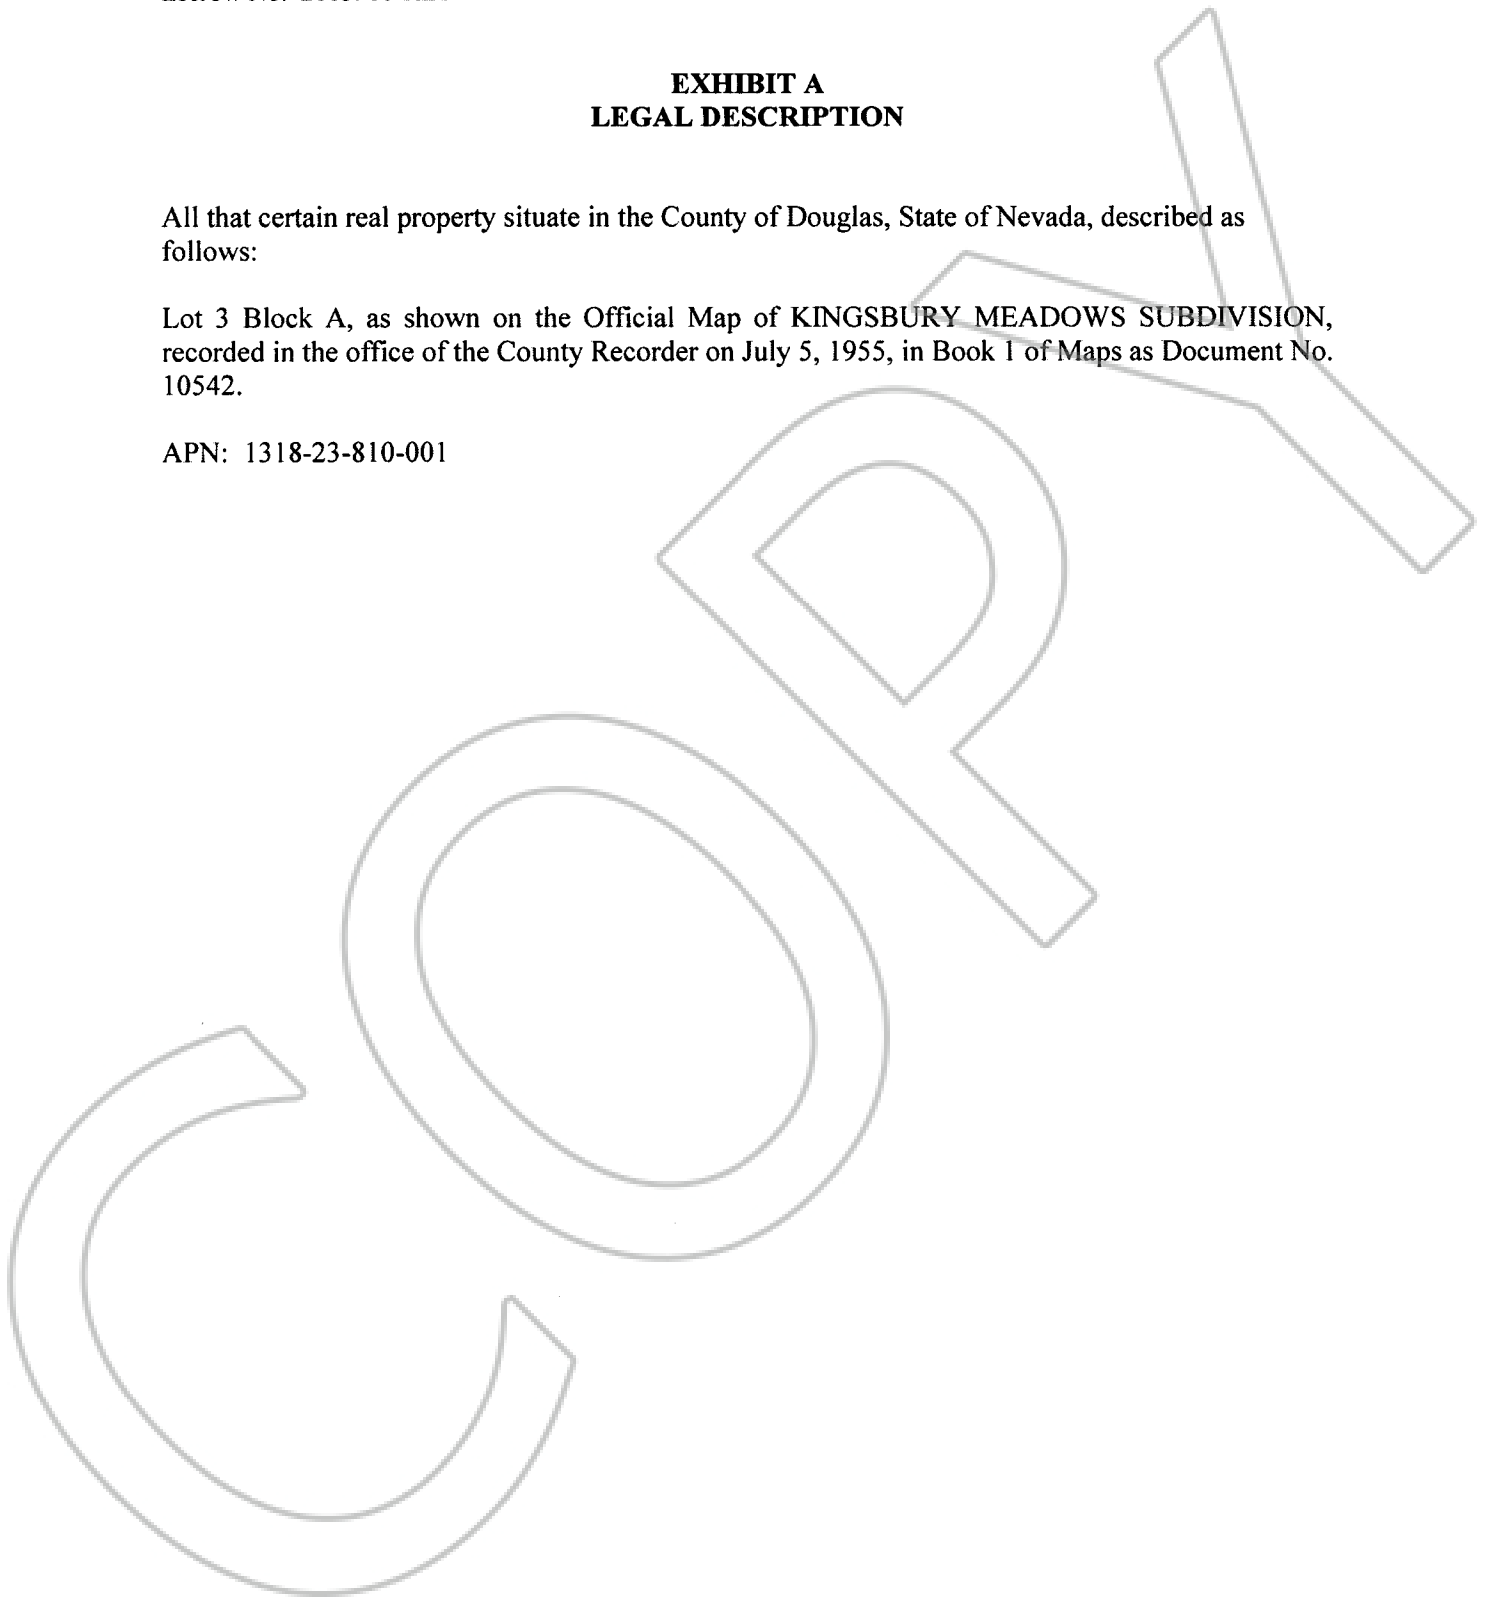 EXHIBIT A
LEGAL DESCRIPTION
All that certain real property situate in the County of Douglas, State of Nevada, described as
follows:
Lot 3 Block A, as shown on the Official Map of KINGSBURY MEADOWS SUBDIVISION,
recorded in the office of the County Recorder on July 5, 1955, in Book 1 of Maps as Document No.
10542.
APN: 1318-23-810-001
COPY